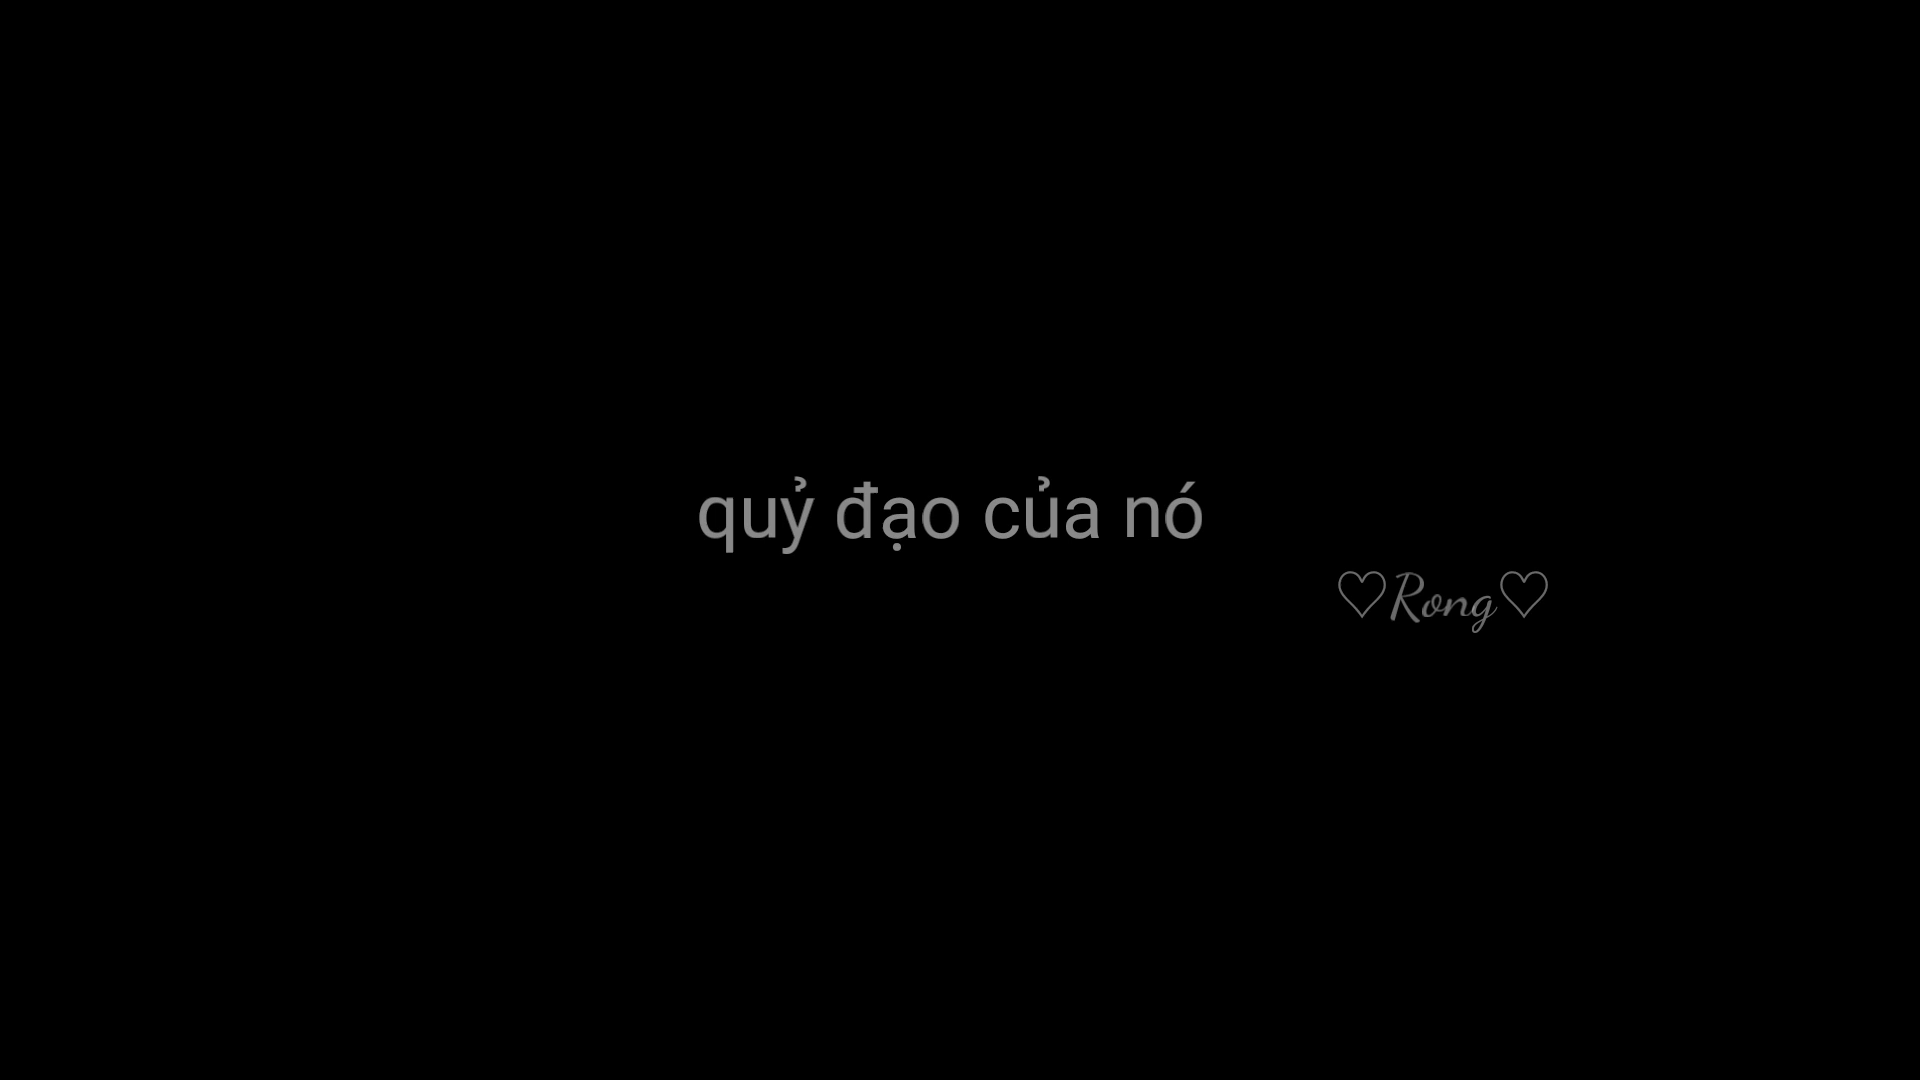 quỷ đạo của nó
♡Rong♡